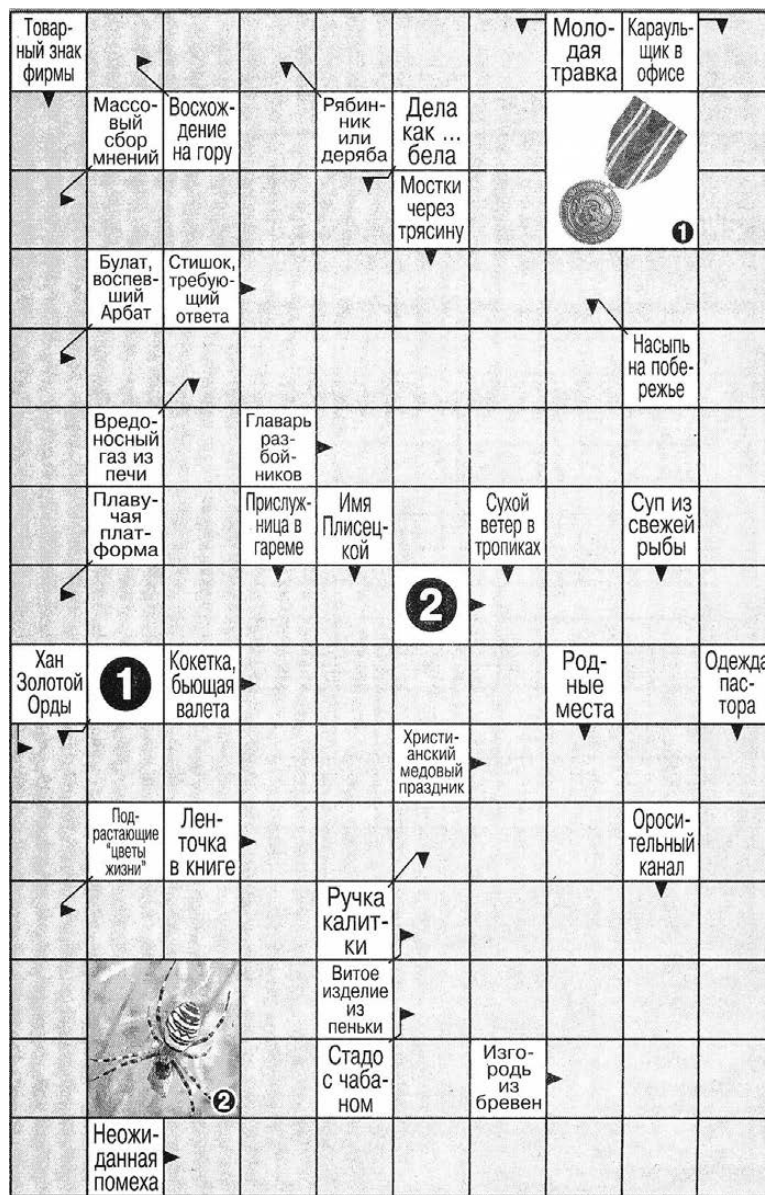 Товар-
ный знак
фирмы
Моло-
дая
травка
Карауль-
щик в
офисе
Массо-
вый
сбор
мнений
Восхож-
дение
на гору
Рябин-
ник
или
деряба
Дела
как ...
бела
Мостки
через
трясину
1
Булат,
воспев-
ший
Арбат
Стишок,
требую-
щий
ответа
Насыпь
на побе-
режье
Вредо-
носный
газ из
печи
Главарь
раз-
бой-
ников
Плаву-
чая
плат-
форма
Прислуж-
ница в
гареме
Имя
Плисец-
кой
Сухой
ветер в
тропиках
Суп из
свежей
рыбы
2
Хан
Золотой
Орды
1
Кокетка,
бьющая
валета
Род-
ные
места
Одежда
пас-
тора
Христи-
анский
медовый
праздник
Под-
растающие
"цветы
жизни"
Лен-
точка
в книге
Ороси-
тельный
канал
Ручка
калит-
ки
Витое
изделие
из
пеньки
2
Стадо
с чаба-
ном
Изго-
родь
из
бревен
Неожи-
данная
помеха